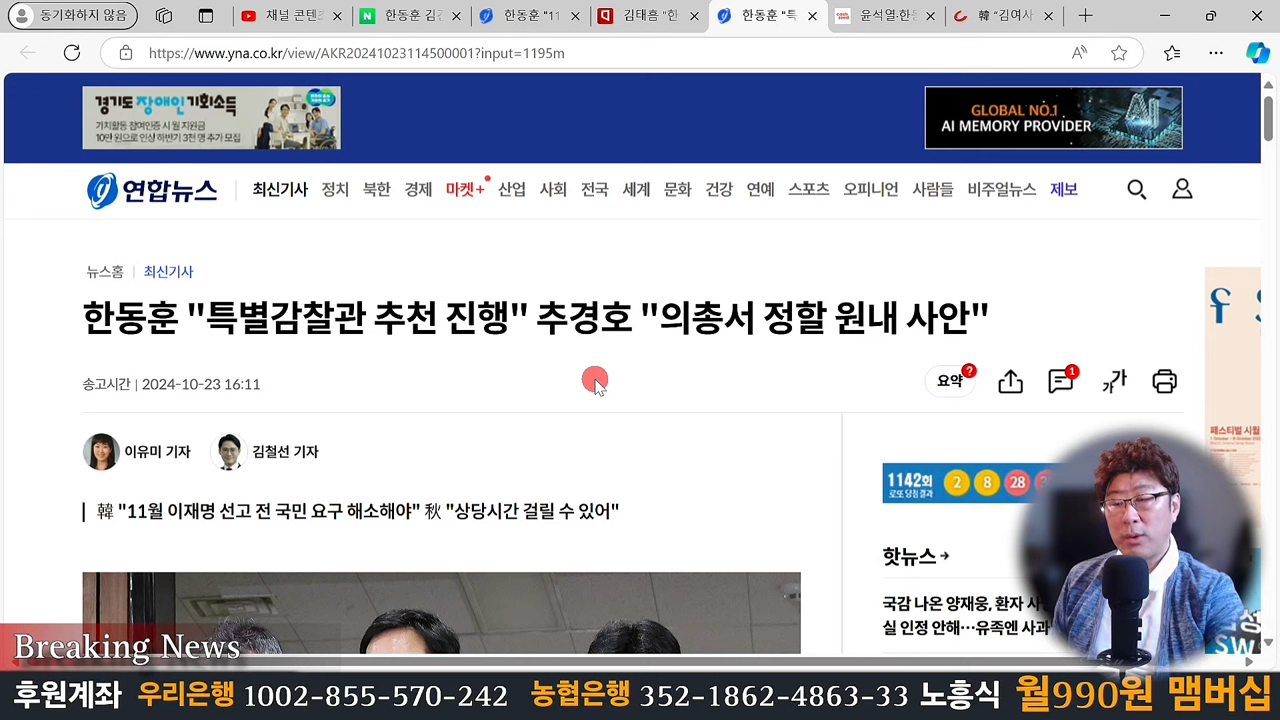 동기화하지 않음
채널 콘텐츠
한동훈 김
한동훈 "11
김태흠 "한
한동훈 "특
윤석열·한동
韓 "김여사
https://www.yna.co.kr/view/AKR20241023114500001?input=1195m
경기도 장애인 기회소득
가치활동 참여인증 시 월 지원금
10만 원으로 인상 하반기 3천 명 추가 모집
GLOBAL NO.1
AI MEMORY PROVIDER
연합뉴스
최신기사 정치 북한 경제 마켓+ 산업 사회 전국 세계 문화 건강 연예 스포츠 오피니언 사람들 비주얼뉴스 제보
뉴스홈 | 최신기사
한동훈 "특별감찰관 추천 진행" 추경호 "의총서 정할 원내 사안"
송고시간 | 2024-10-23 16:11
요약 ? 1 가가
이유미 기자 김철선 기자
韓 "11월 이재명 선고 전 국민 요구 해소해야" 秋 "상당시간 걸릴 수 있어"
페스티벌 시월
1142회
로또 당첨결과
2 8 28
핫뉴스
국감 나온 양재웅, 환자 사
실 인정 안해…유족엔 사과
SW
Breaking News
후원계좌 우리은행 1002-855-570-242 농협은행 352-1862-4863-33 노흥식 월990원 맴버십